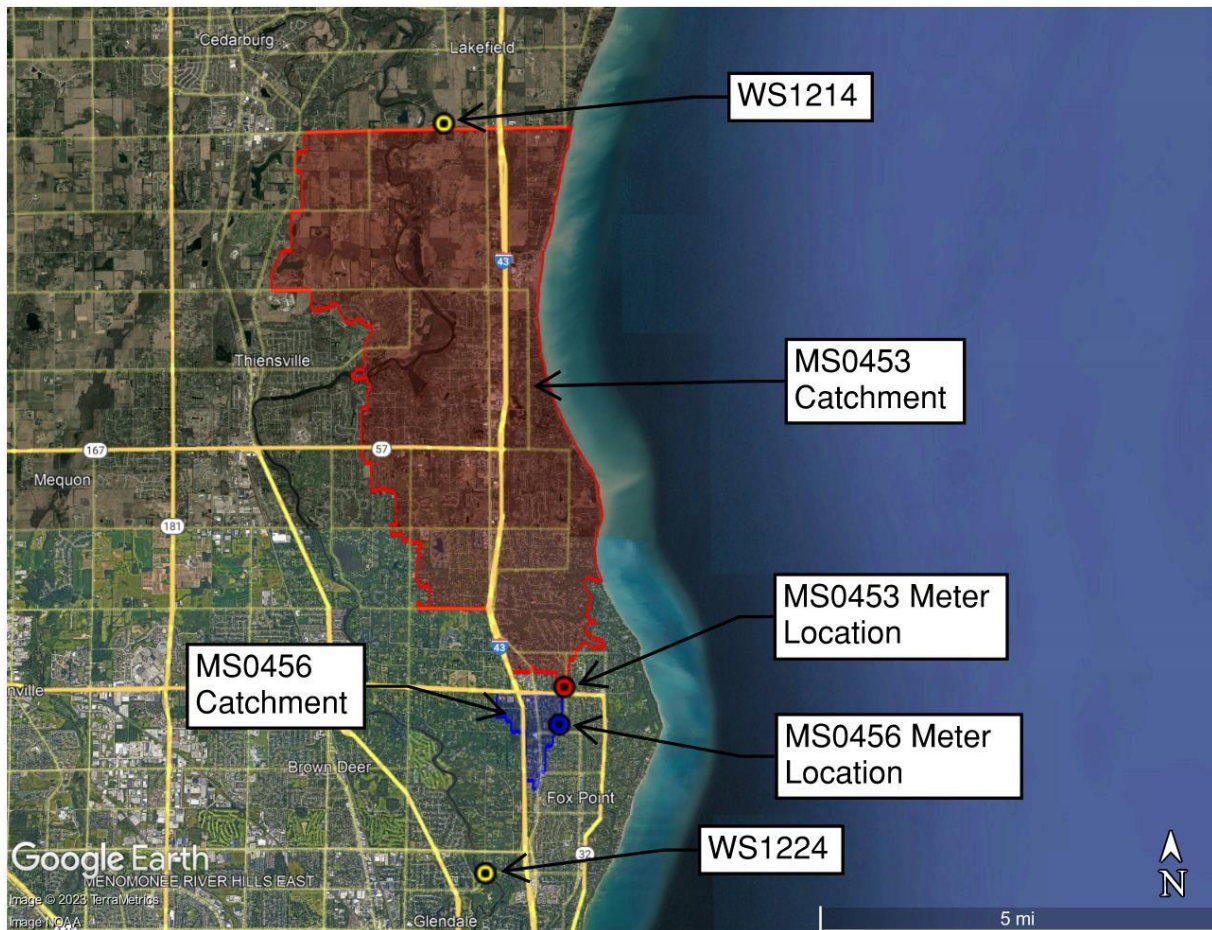 Cedarburg
Lakefield
WS1214
43
Thiensville
MS0453
Catchment
57
167
Mequon
181
MS0453 Meter
Location
43
MS0456
Catchment
nville
MS0456 Meter
Location
Brown Deer
Fox Point
WS1224
32
Google Earth
MENOMONEE RIVER HILLS EAST
Image © 2023 TerraMetrics
Image NOAA
Glendale
N
5 mi